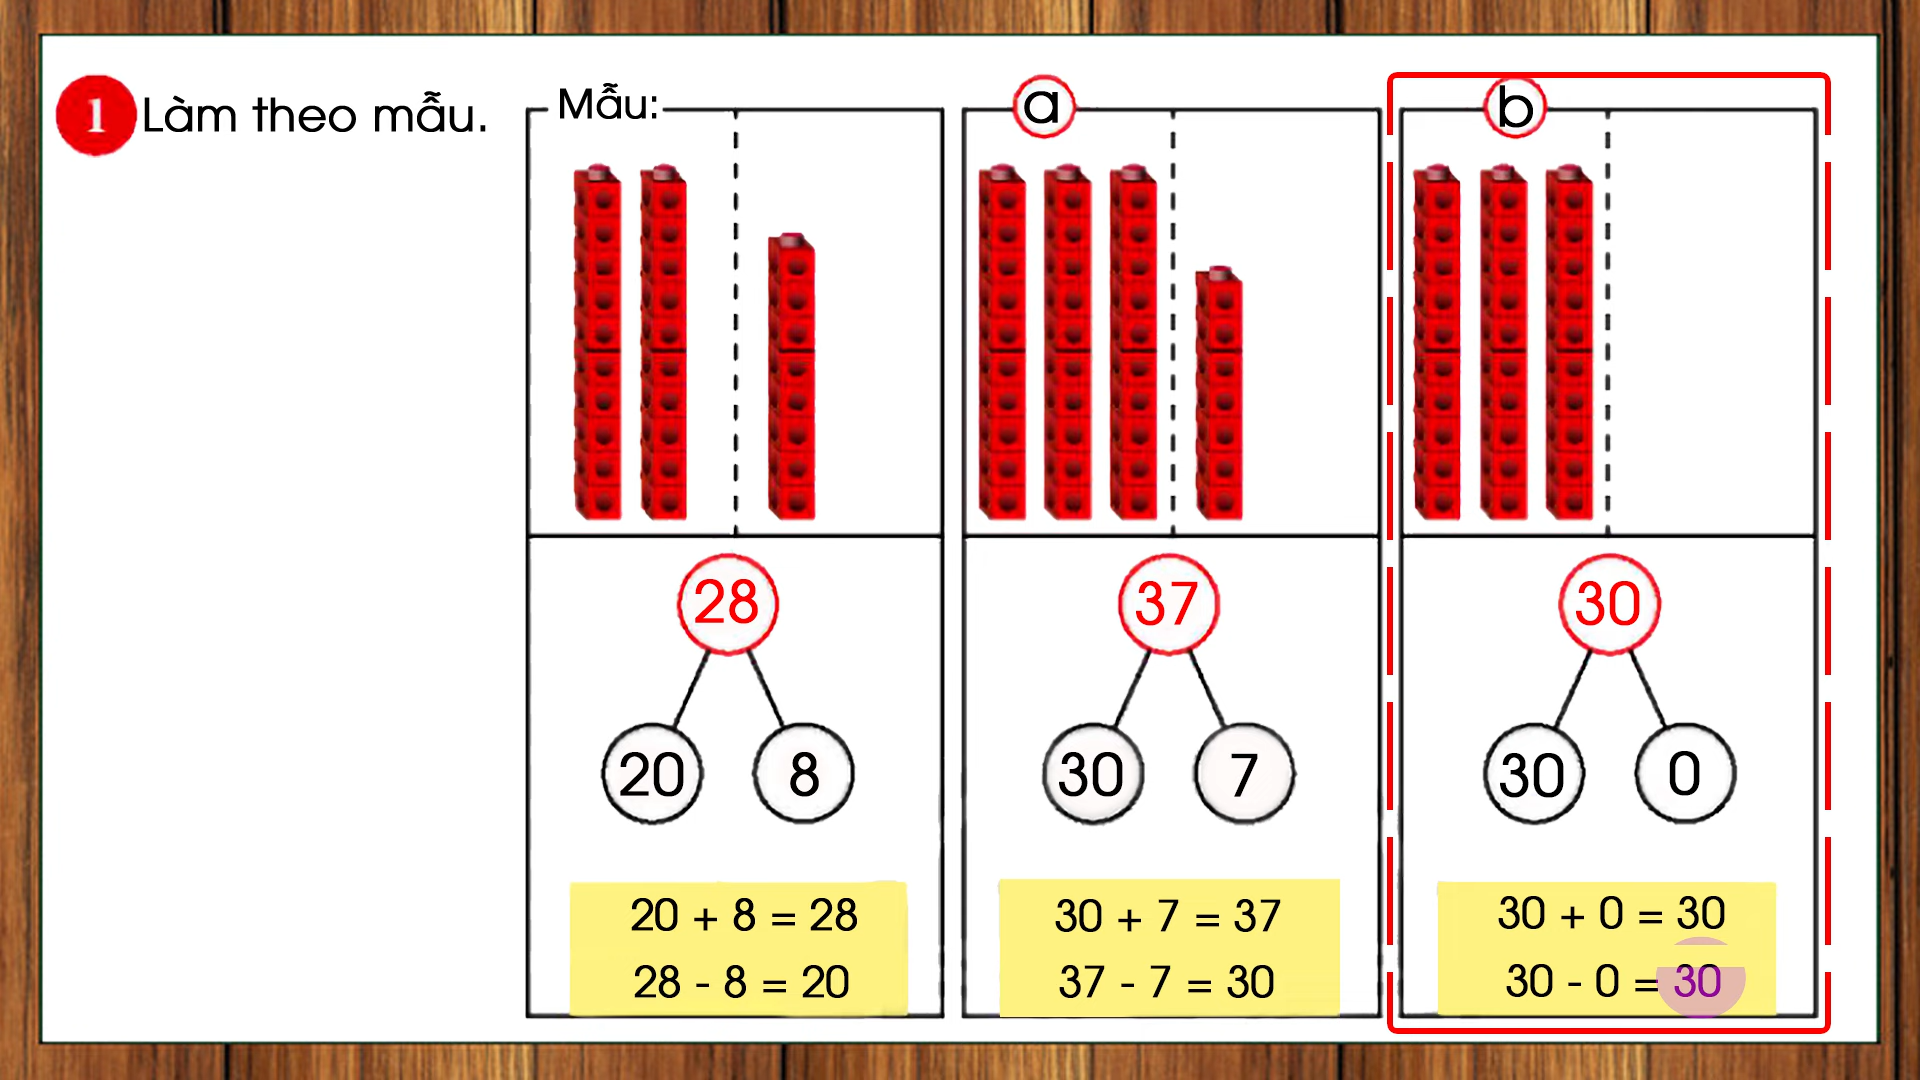 1 Làm theo mẫu.
Mẫu:
28
20 8
20 + 8 = 28
28 - 8 = 20
a
37
30 7
30 + 7 = 37
37 - 7 = 30
b
30
30 0
30 + 0 = 30
30 - 0 = 30